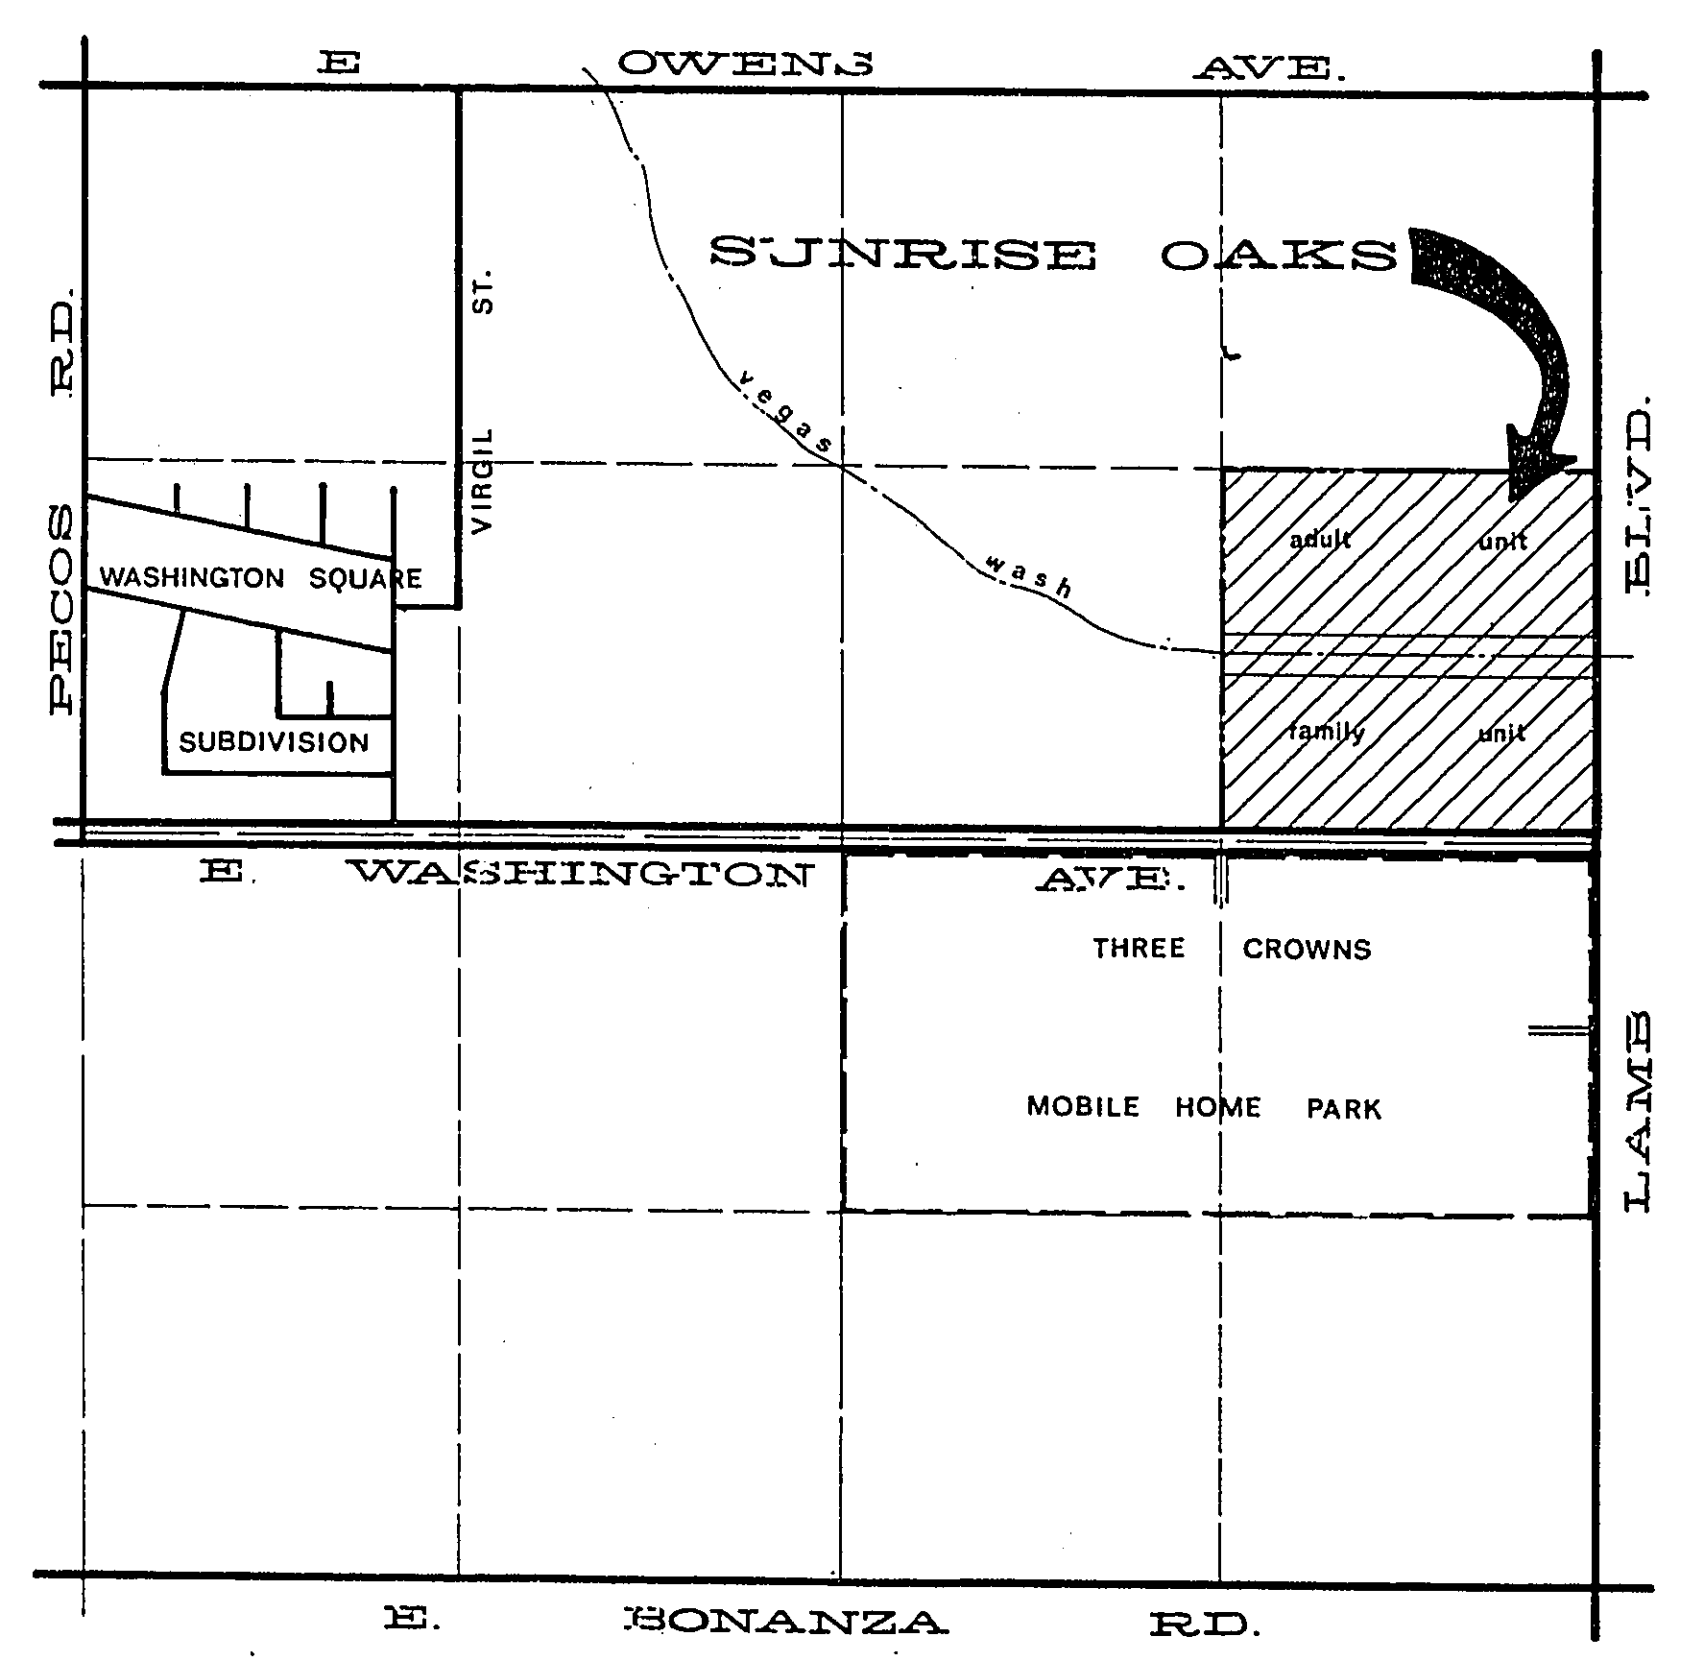 E OWENS AVE.
SUNRISE OAKS
PECOS RD.
VIRGIL ST.
vegas wash
BLVD.
adult unit
WASHINGTON SQUARE
family unit
SUBDIVISION
E. WASHINGTON AVE.
THREE CROWNS
MOBILE HOME PARK
LAMB
E. BONANZA RD.